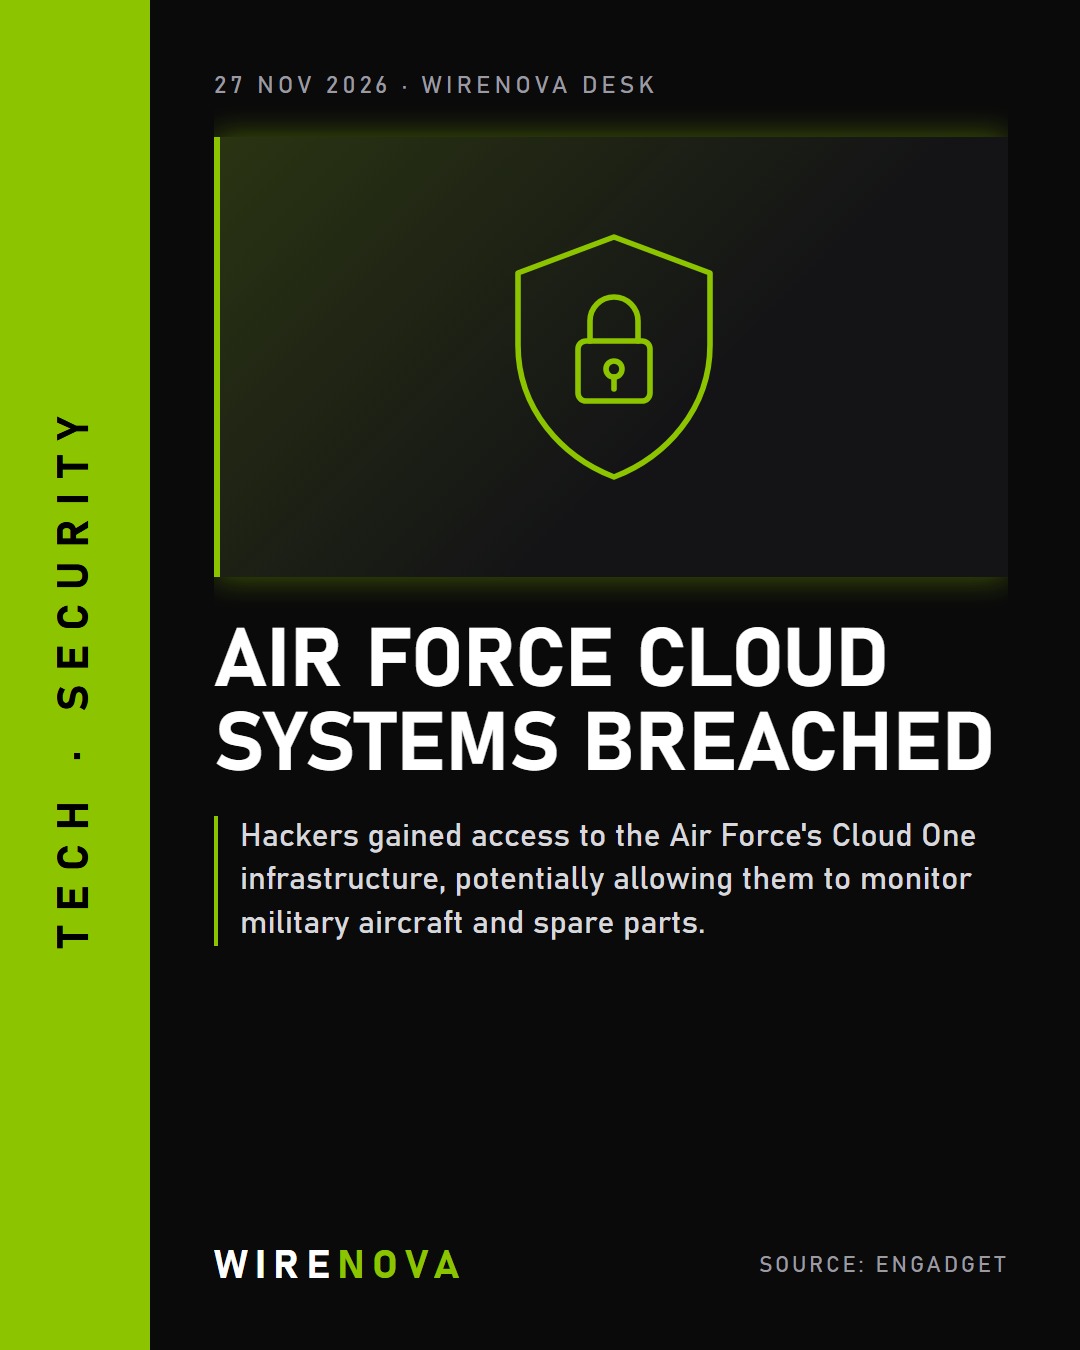 TECH · SECURITY
27 NOV 2026 · WIRENOVA DESK
AIR FORCE CLOUD
SYSTEMS BREACHED
Hackers gained access to the Air Force's Cloud One
infrastructure, potentially allowing them to monitor
military aircraft and spare parts.
WIRENOVA
SOURCE: ENGADGET